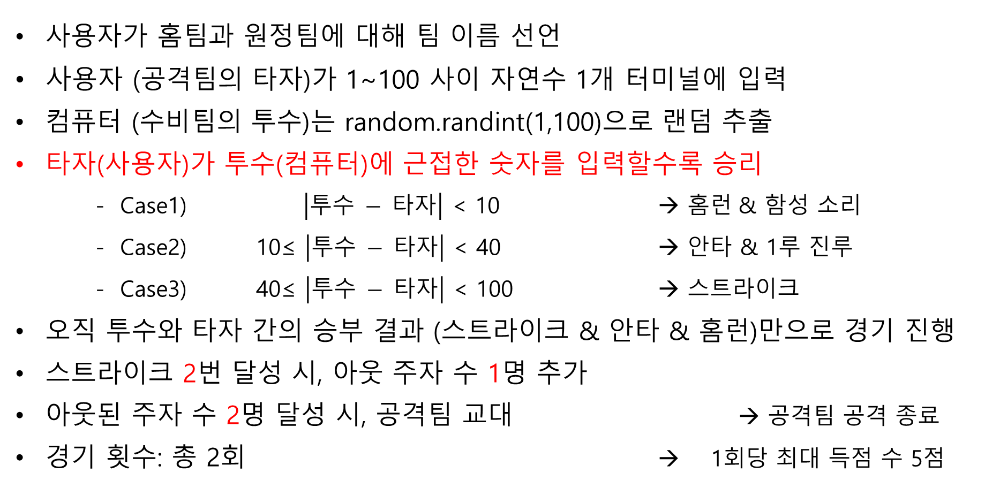 • 사용자가 홈팀과 원정팀에 대해 팀 이름 선언
• 사용자 (공격팀의 타자)가 1~100 사이 자연수 1개 터미널에 입력
• 컴퓨터 (수비팀의 투수)는 random.randint(1,100)으로 랜덤 추출
• 타자(사용자)가 투수(컴퓨터)에 근접한 숫자를 입력할수록 승리
- Case1) |투수 – 타자| < 10 → 홈런 & 함성 소리
- Case2) 10≤ |투수 – 타자| < 40 → 안타 & 1루 진루
- Case3) 40≤ |투수 – 타자| < 100 → 스트라이크
• 오직 투수와 타자 간의 승부 결과 (스트라이크 & 안타 & 홈런)만으로 경기 진행
• 스트라이크 2번 달성 시, 아웃 주자 수 1명 추가
• 아웃된 주자 수 2명 달성 시, 공격팀 교대 → 공격팀 공격 종료
• 경기 횟수: 총 2회 → 1회당 최대 득점 수 5점